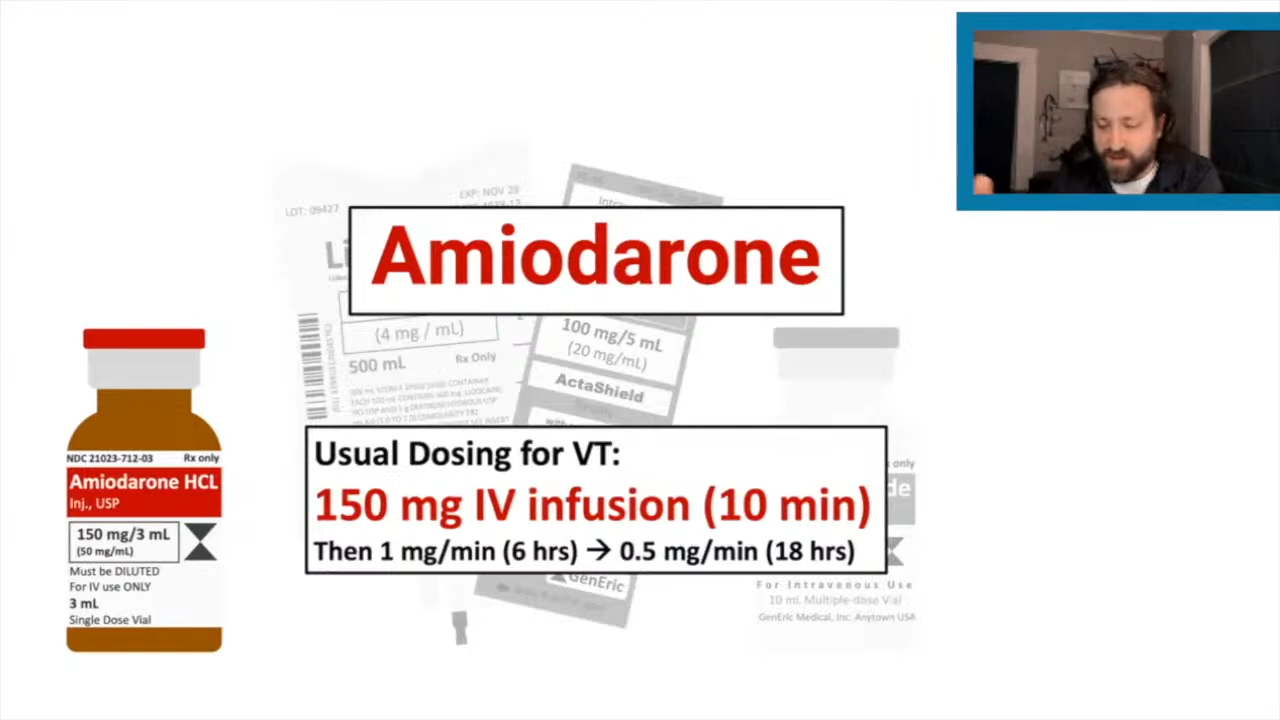 Amiodarone
Usual Dosing for VT:
150 mg IV infusion (10 min)
Then 1 mg/min (6 hrs) → 0.5 mg/min (18 hrs)
NDC 21023-712-03 Rx only
Amiodarone HCL
Inj., USP
150 mg/3 mL
(50 mg/mL)
Must be DILUTED
For IV use ONLY
3 mL
Single Dose Vial
LOT: 09427
EXP: NOV 28
Li
(4 mg / mL)
500 mL Rx Only
100 mg/5 mL
(20 mg/mL)
ActaShield
GenEric
only
de
For Intravenous Use
10 mL Multiple-dose Vial
GenEric Medical, Inc. Anytown USA